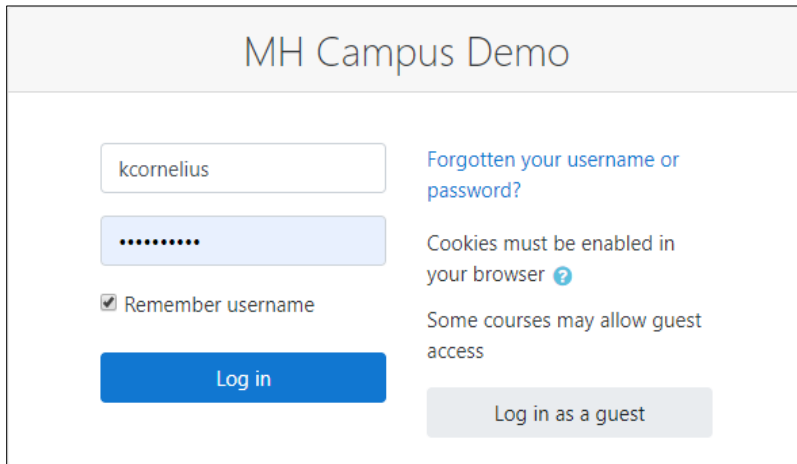 MH Campus Demo
kcornelius
••••••••••
Remember username
Log in
Forgotten your username or
password?
Cookies must be enabled in
your browser ?
Some courses may allow guest
access
Log in as a guest